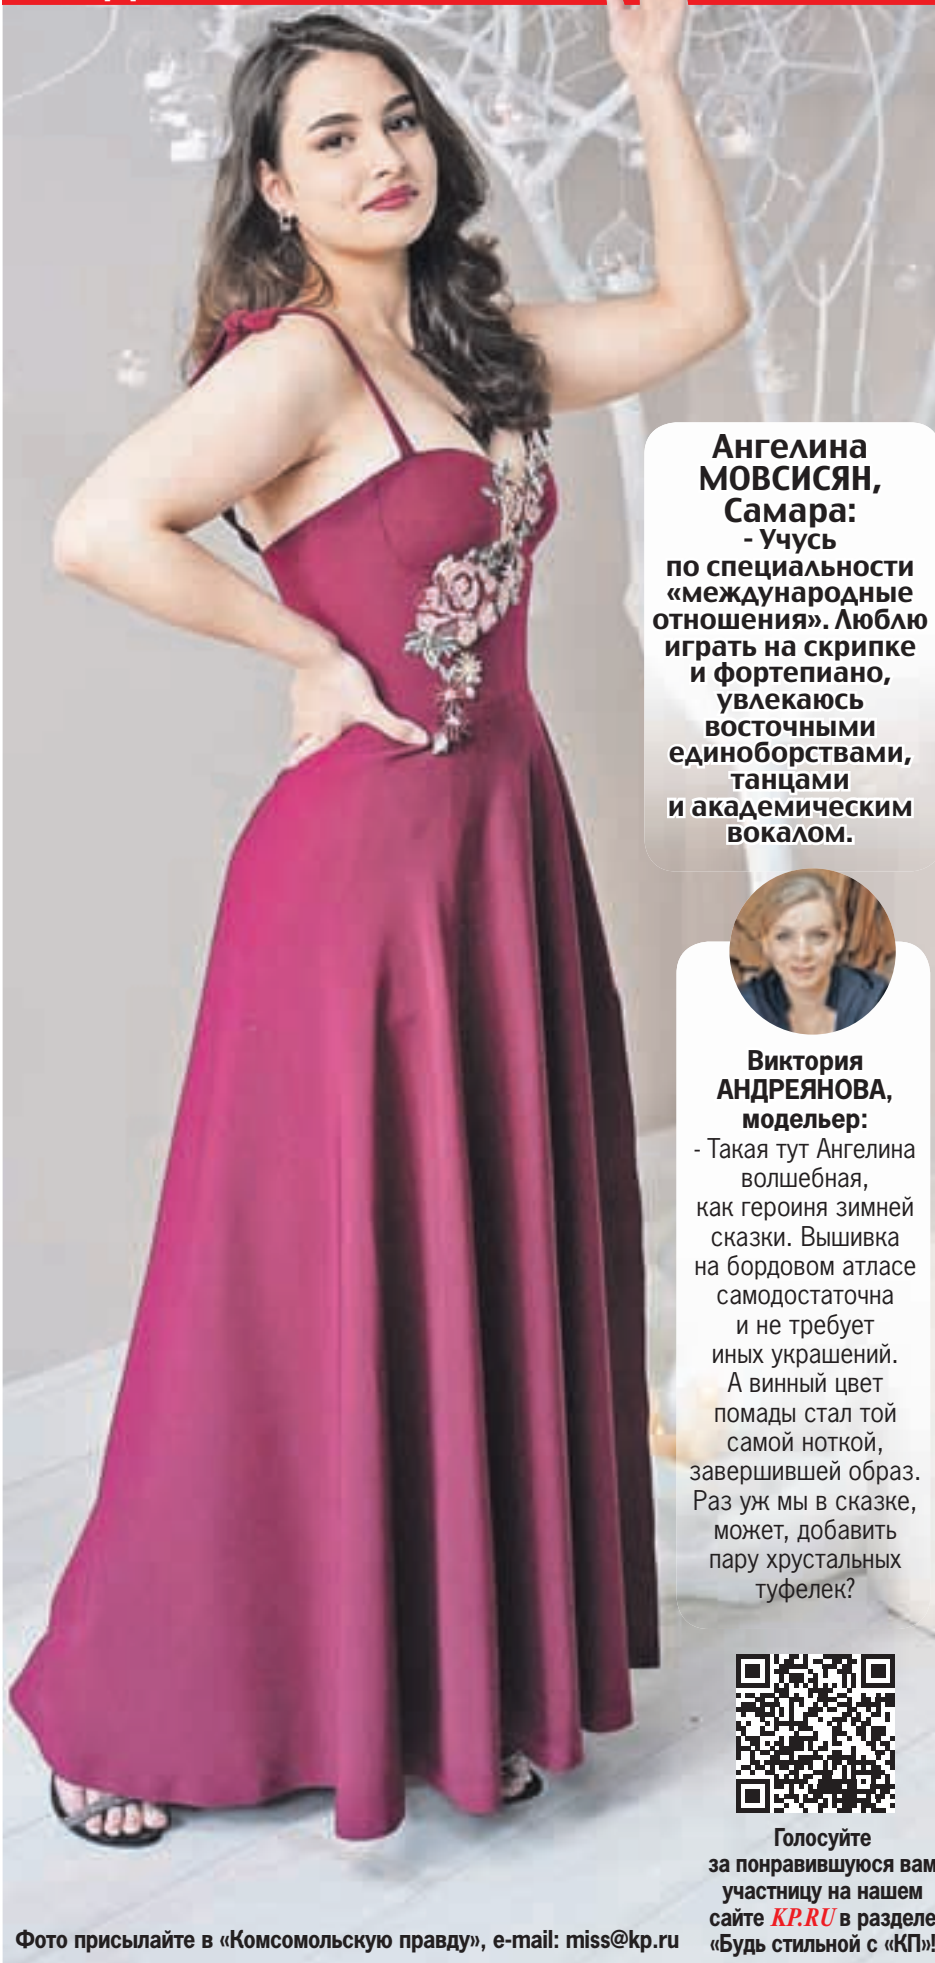 Ангелина
МОВСИСЯН,
Самара:
- Учусь
по специальности
«международные
отношения». Люблю
играть на скрипке
и фортепиано,
увлекаюсь
восточными
единоборствами,
танцами
и академическим
вокалом.
Виктория
АНДРЕЯНОВА,
модельер:
- Такая тут Ангелина
волшебная,
как героиня зимней
сказки. Вышивка
на бордовом атласе
самодостаточна
и не требует
иных украшений.
А винный цвет
помады стал той
самой ноткой,
завершившей образ.
Раз уж мы в сказке,
может, добавить
пару хрустальных
туфелек?
Голосуйте
за понравившуюся вам
участницу на нашем
сайте KP.RU в разделе
«Будь стильной с «КП»!
Фото присылайте в «Комсомольскую правду», e-mail: miss@kp.ru